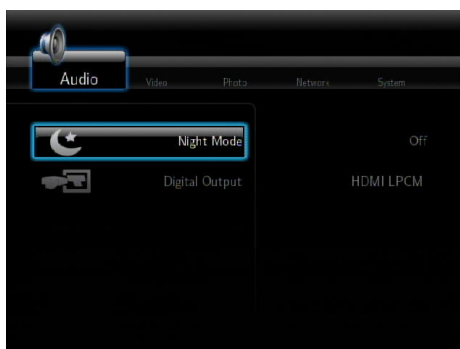 Audio Video Photo Network System
Night Mode Off
Digital Output HDMI LPCM